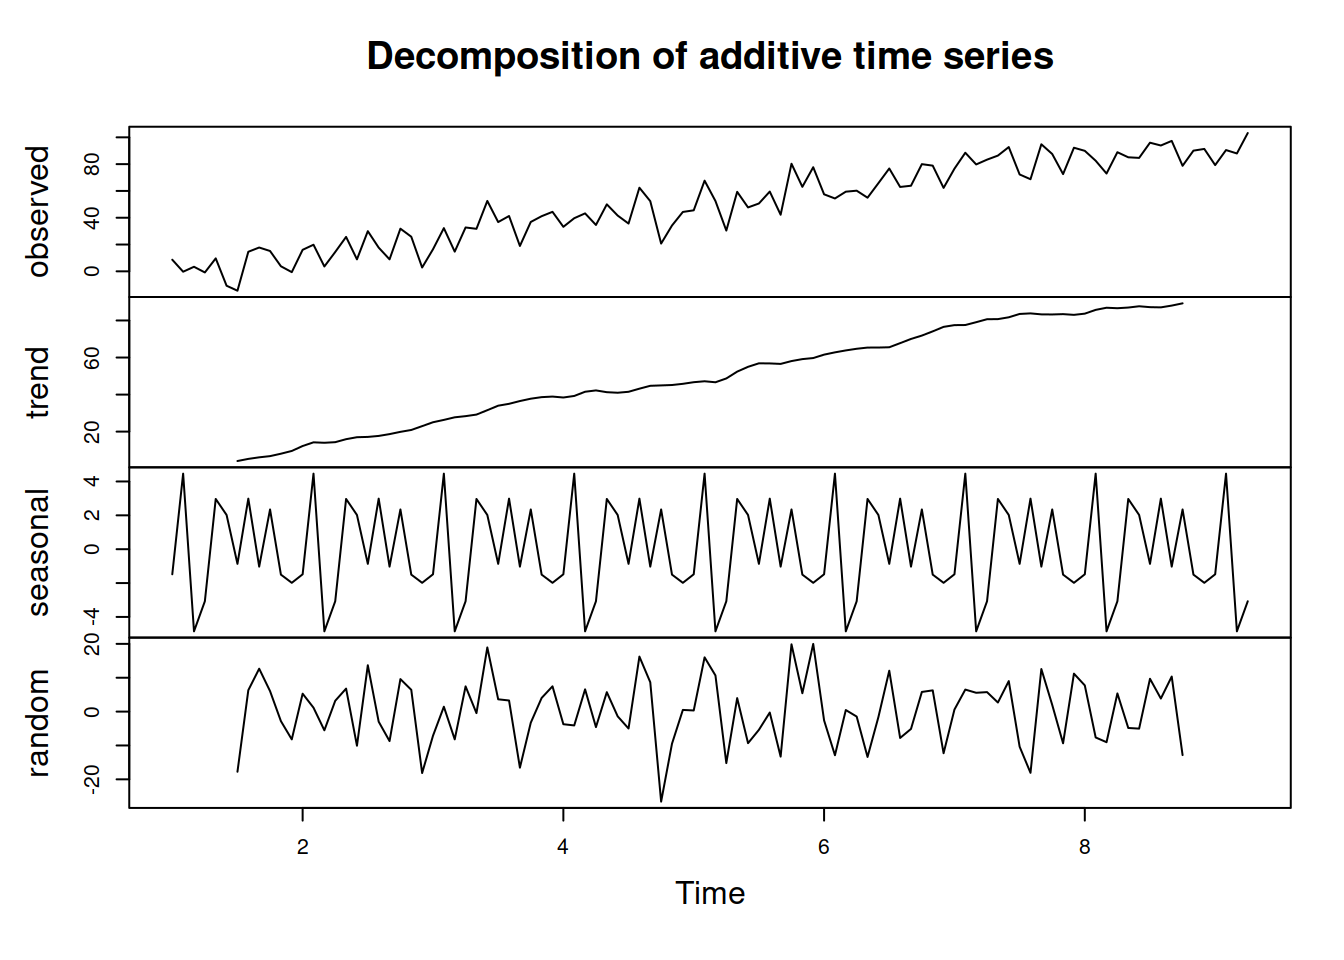 Decomposition of additive time series
observed
0 40 80
trend
20 60
seasonal
-4 0 2 4
random
-20 0 20
2 4 6 8
Time